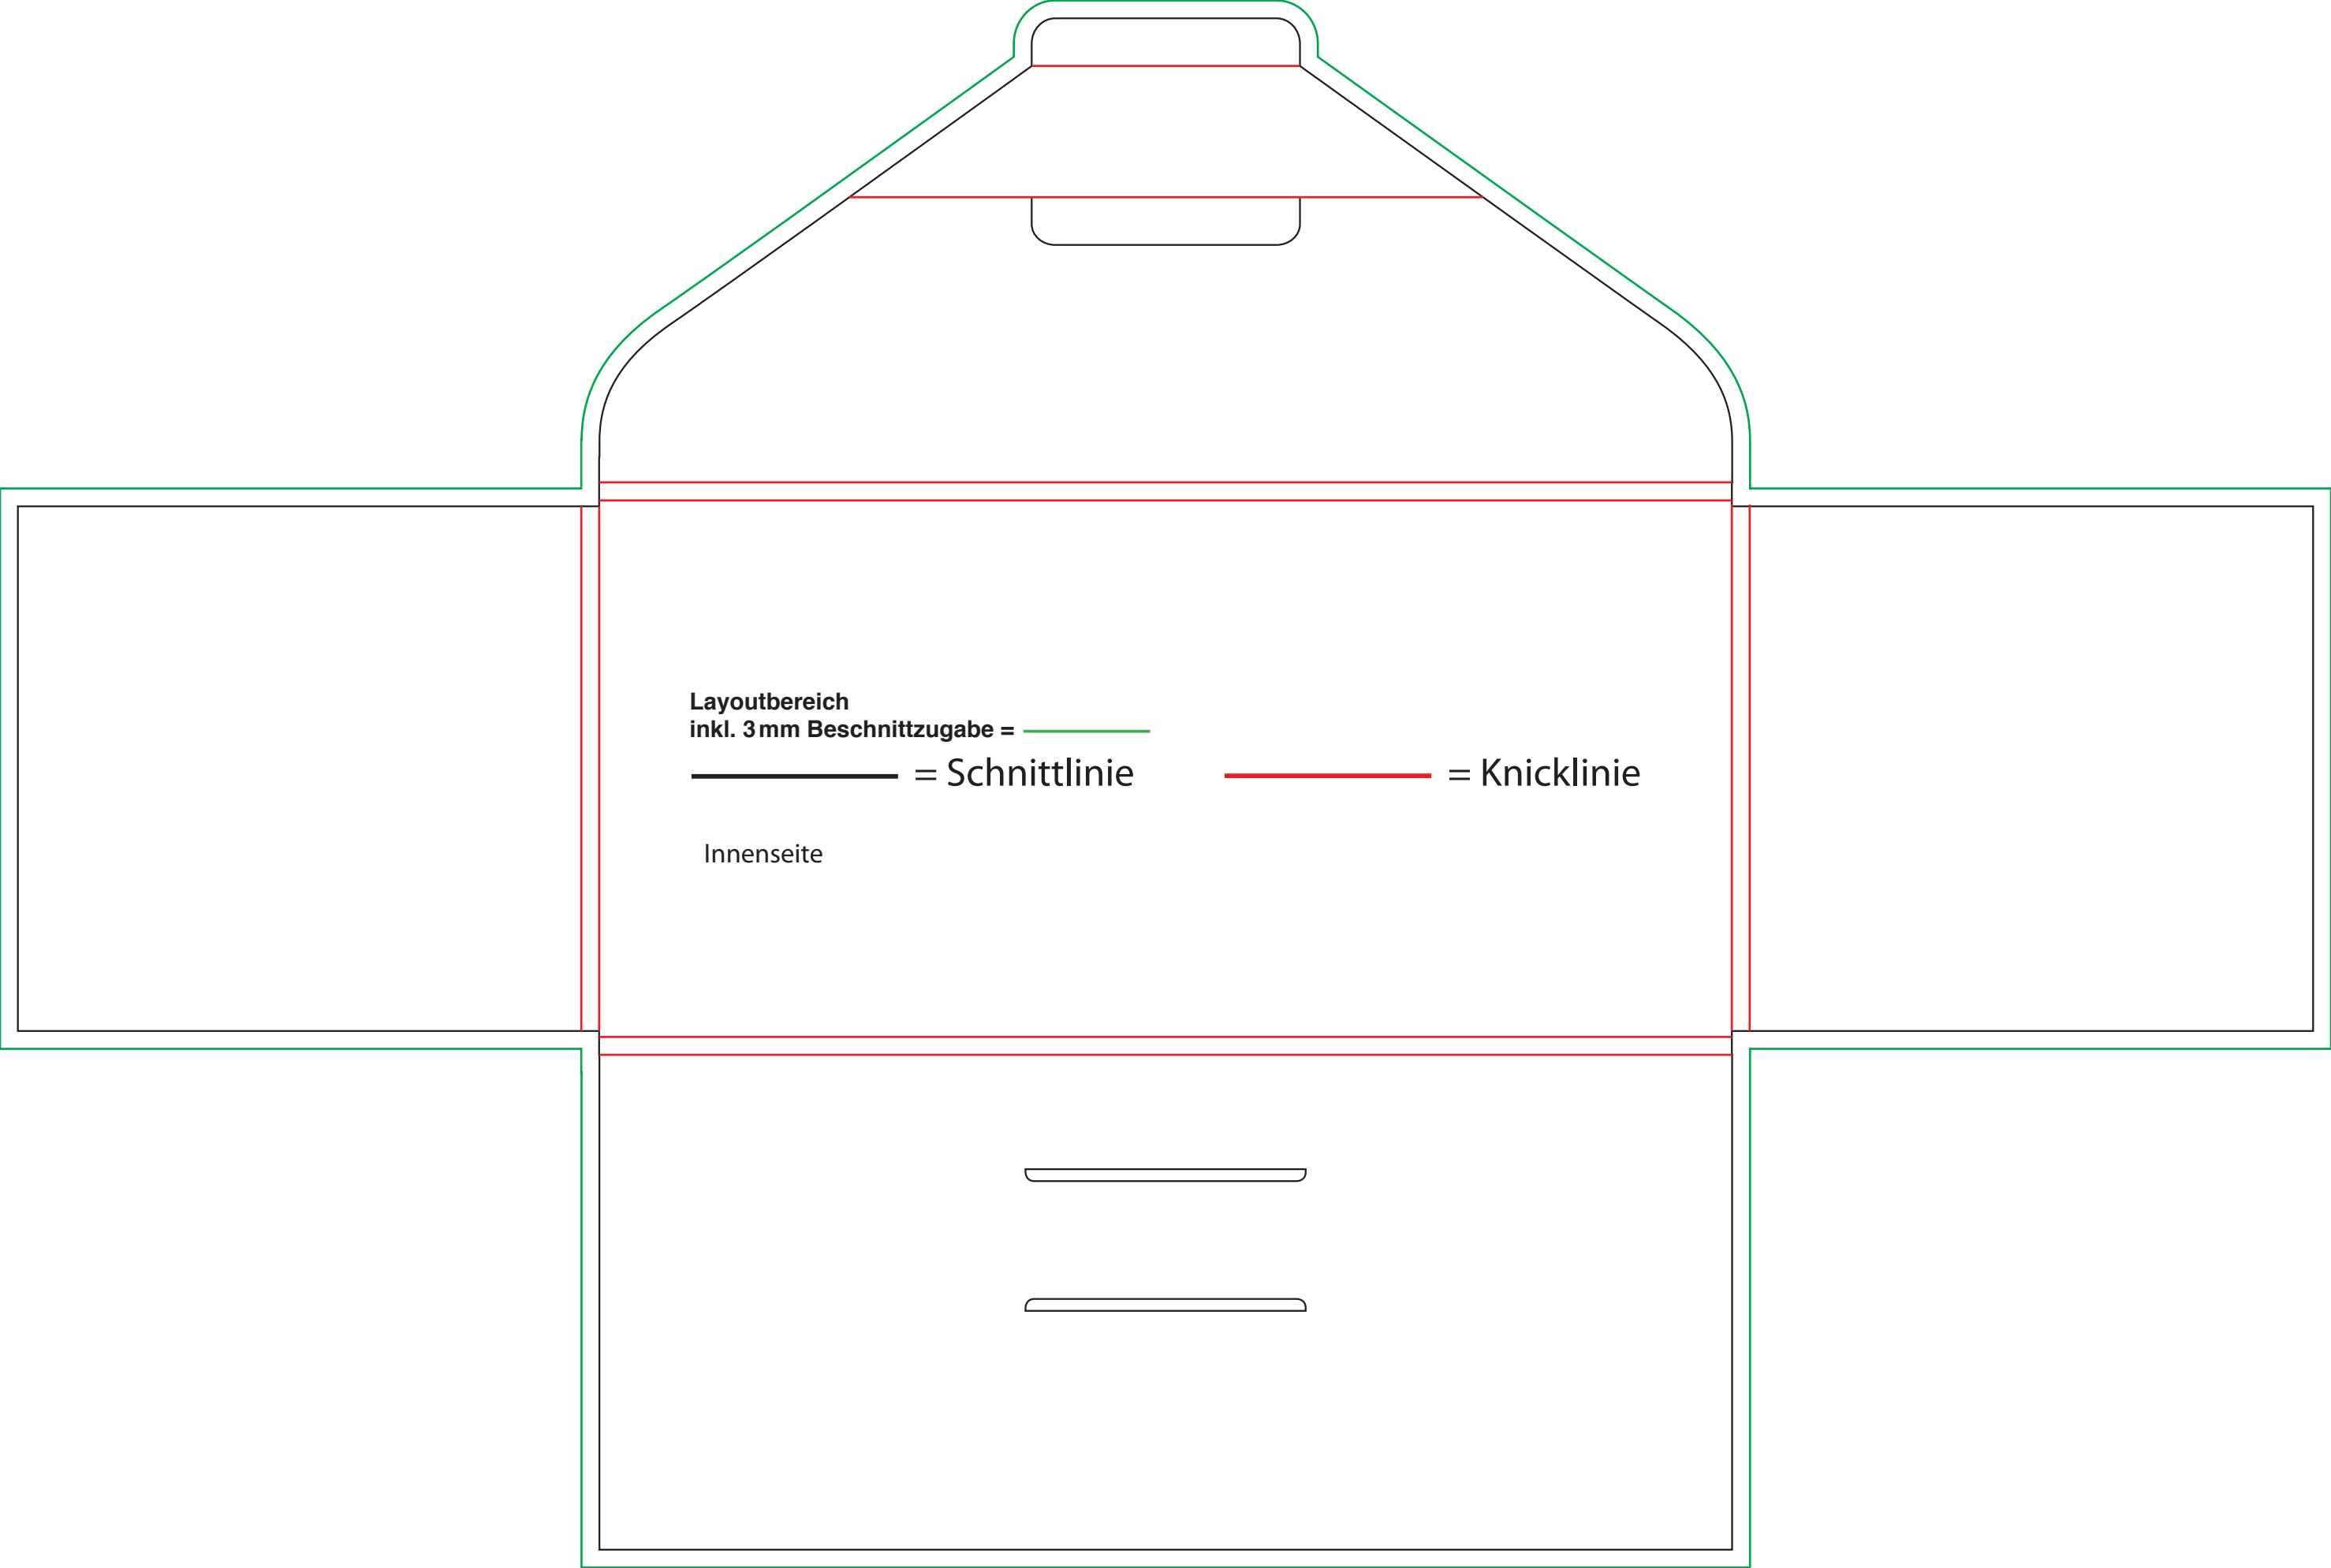 Layoutbereich
inkl. 3 mm Beschnittzugabe =
= Schnittlinie = Knicklinie
Innenseite